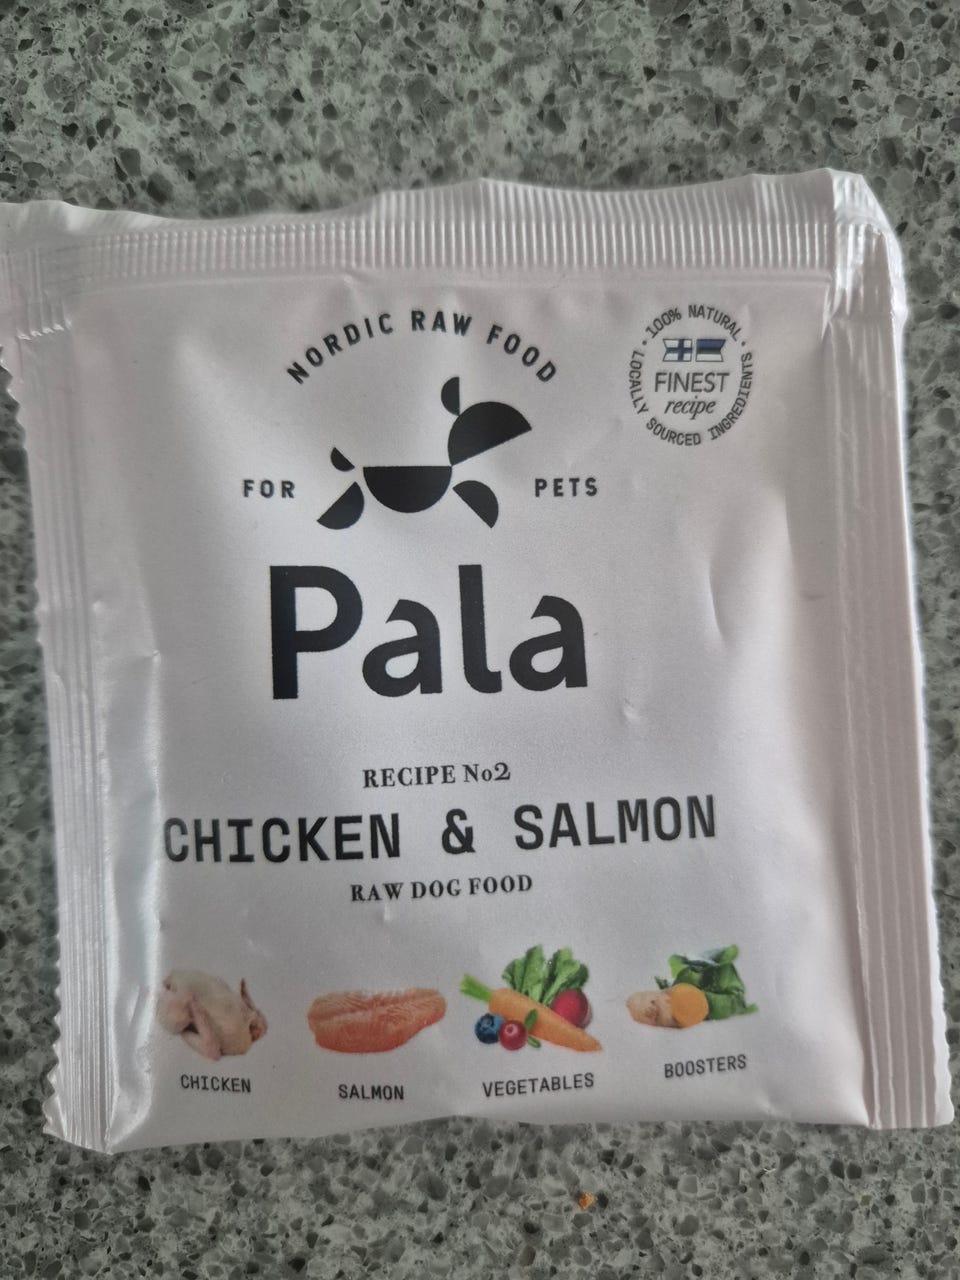 NORDIC RAW FOOD
FOR PETS
100% NATURAL •
LOCALLY SOURCED INGREDIENTS •
FINEST
recipe
Pala
RECIPE No2
CHICKEN & SALMON
RAW DOG FOOD
CHICKEN SALMON VEGETABLES BOOSTERS